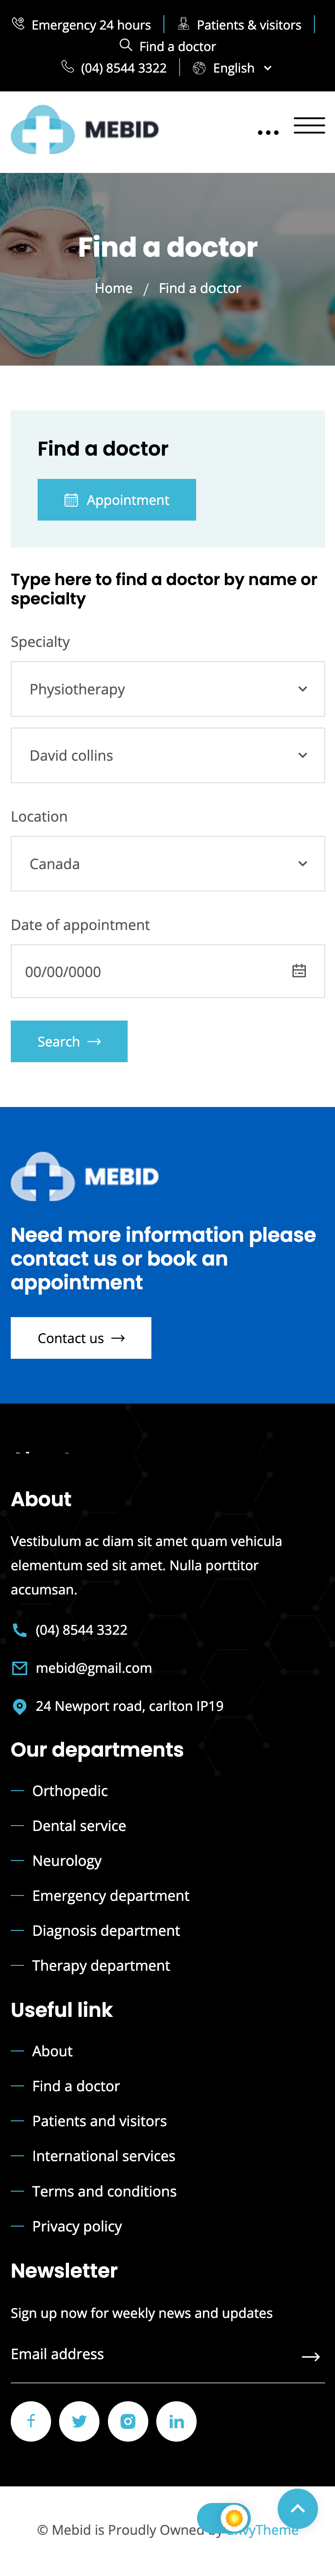 Emergency 24 hours
Patients & visitors
Find a doctor
(04) 8544 3322
English
MEBID
Find a doctor
Home / Find a doctor
Find a doctor
Appointment
Type here to find a doctor by name or
specialty
Specialty
Physiotherapy
David collins
Location
Canada
Date of appointment
00/00/0000
Search
MEBID
Need more information please
contact us or book an
appointment
Contact us
About
Vestibulum ac diam sit amet quam vehicula
elementum sed sit amet. Nulla porttitor
accumsan.
(04) 8544 3322
mebid@gmail.com
24 Newport road, carlton IP19
Our departments
Orthopedic
Dental service
Neurology
Emergency department
Diagnosis department
Therapy department
Useful link
About
Find a doctor
Patients and visitors
International services
Terms and conditions
Privacy policy
Newsletter
Sign up now for weekly news and updates
Email address
© Mebid is Proudly Owned by EnvyTheme